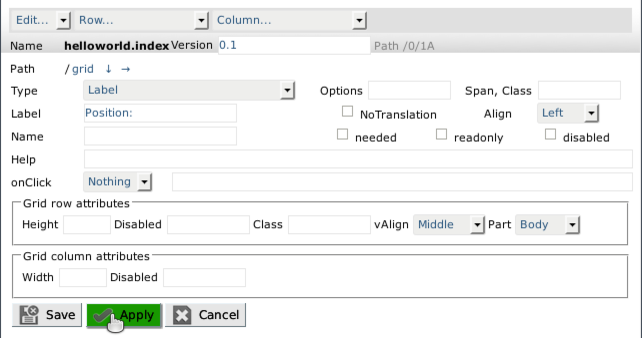 Edit... Row... Column...
Name helloworld.index Version 0.1 Path /0/1A
Path /grid ↓ →
Type Label Options Span, Class
Label Position: NoTranslation Align Left
Name needed readonly disabled
Help
onClick Nothing
Grid row attributes
Height Disabled Class vAlign Middle Part Body
Grid column attributes
Width Disabled
Save Apply Cancel